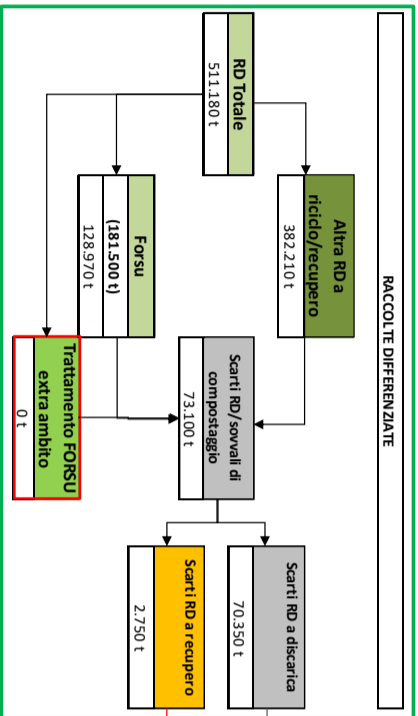 RACCOLTE DIFFERENZIATE
RD Totale
511.180 t
Altra RD a
riciclo/recupero
382.210 t
Forsu
(181.500 t)
128.970 t
Trattamento FORSU
extra ambito
0 t
Scarti RD/sovvali di
compostaggio
73.100 t
Scarti RD a discarica
70.350 t
Scarti RD a recupero
2.750 t